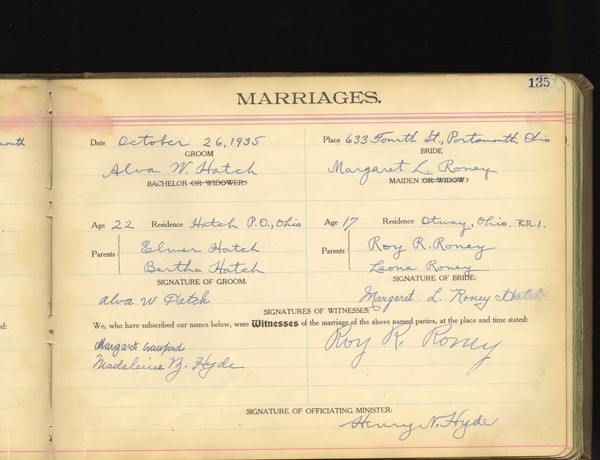 135
MARRIAGES.
outh
Date October 26, 1935 Place 633 Fourth St., Portsmouth Ohio
GROOM BRIDE
Alva W. Hatch Margaret L. Roney
BACHELOR OR WIDOWER? MAIDEN OR WIDOW?
Age 22 Residence Hatch P.O., Ohio Age 17 Residence Otway, Ohio. R.R.1.
Parents Elmer Hatch Parents Roy R. Roney
Bertha Hatch Leona Roney
SIGNATURE OF GROOM: SIGNATURE OF BRIDE:
Alva W Hatch Margaret L. Roney Hatch
SIGNATURES OF WITNESSES.
ed: We, who have subscribed our names below, were Witnesses of the marriage of the above named parties, at the place and time stated:
Margaret Crawford Roy R. Roney
Madeleine Z. Hyde
SIGNATURE OF OFFICIATING MINISTER:
Henry N. Hyde